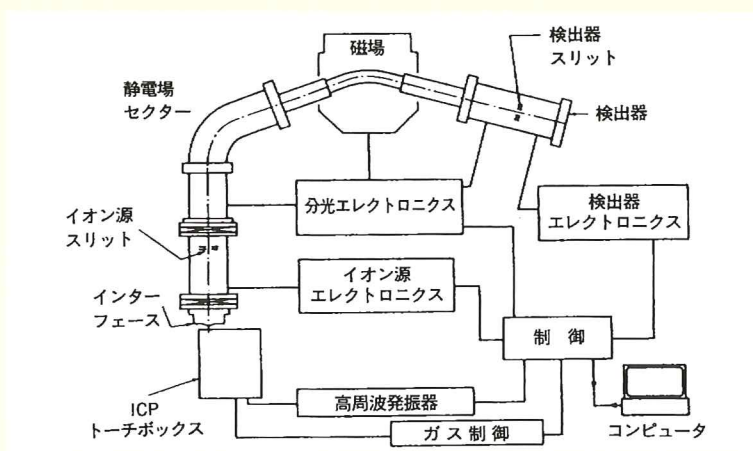 磁場
検出器
スリット
静電場
セクター
検出器
分光エレクトロニクス
検出器
エレクトロニクス
イオン源
スリット
イオン源
エレクトロニクス
インター
フェース
制 御
高周波発振器
ICP
トーチボックス
ガス制御
コンピュータ